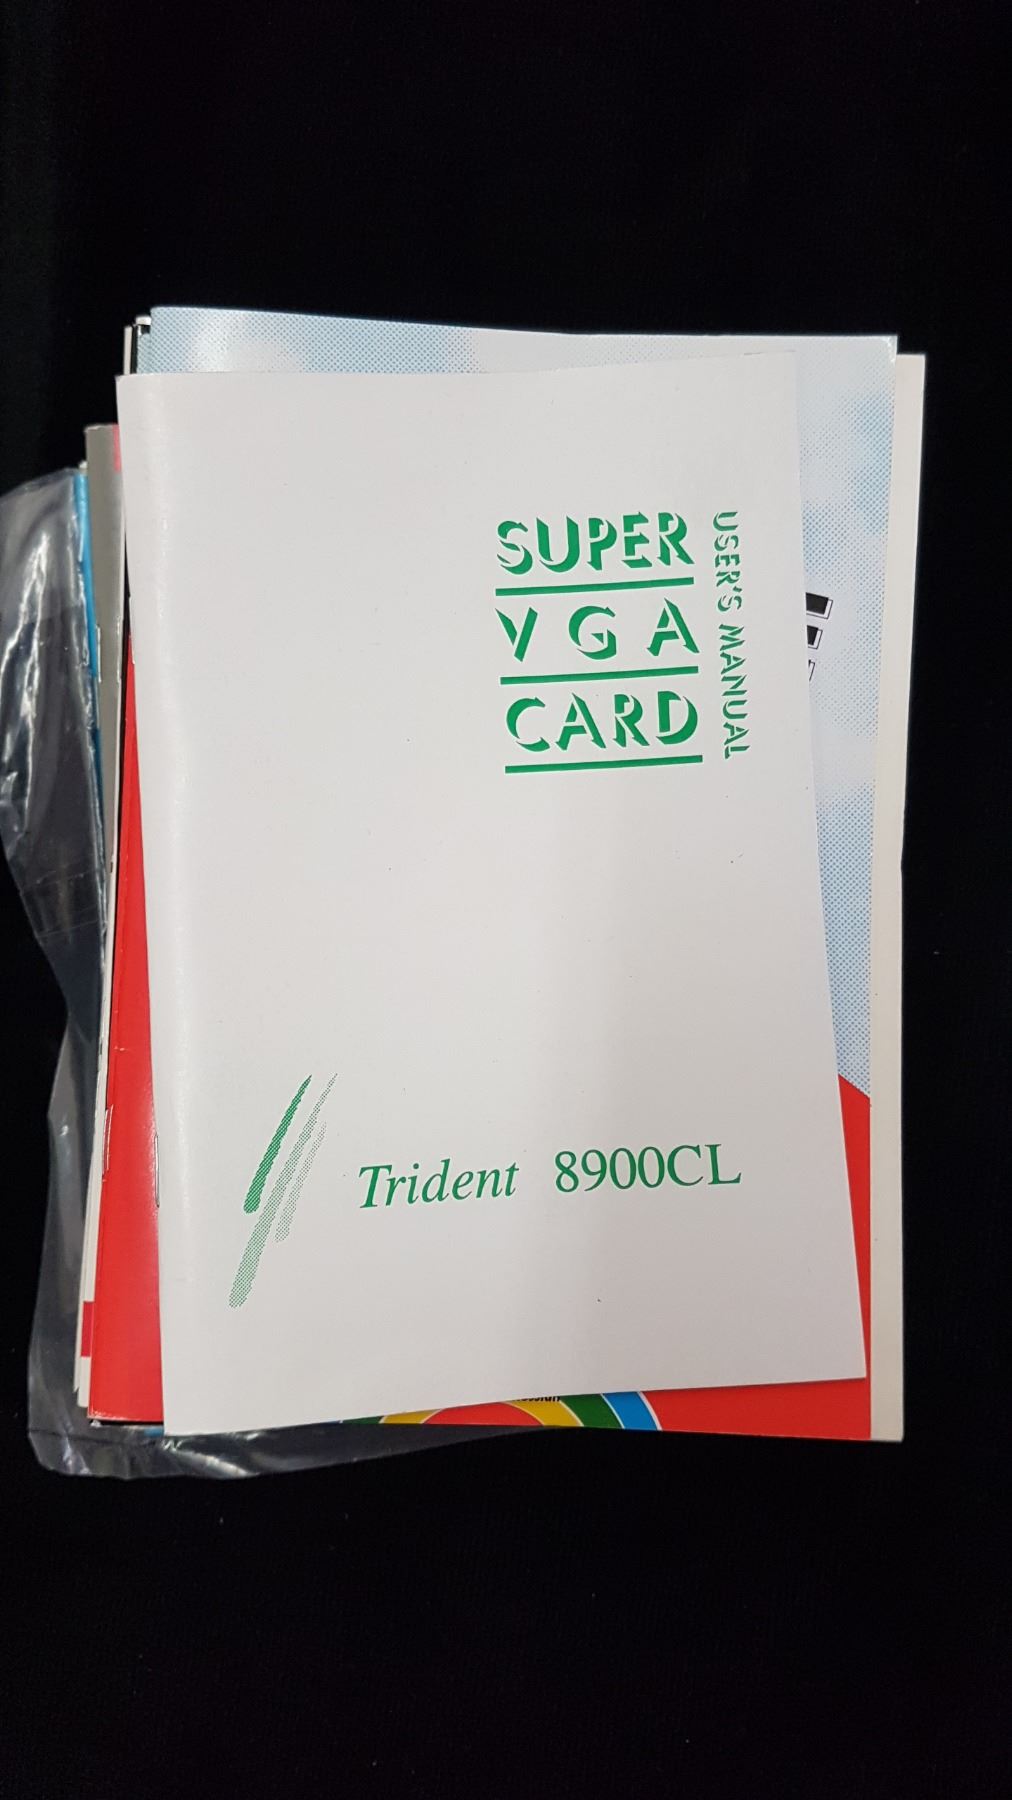 SUPER
VGA
CARD
USER'S MANUAL
Trident 8900CL